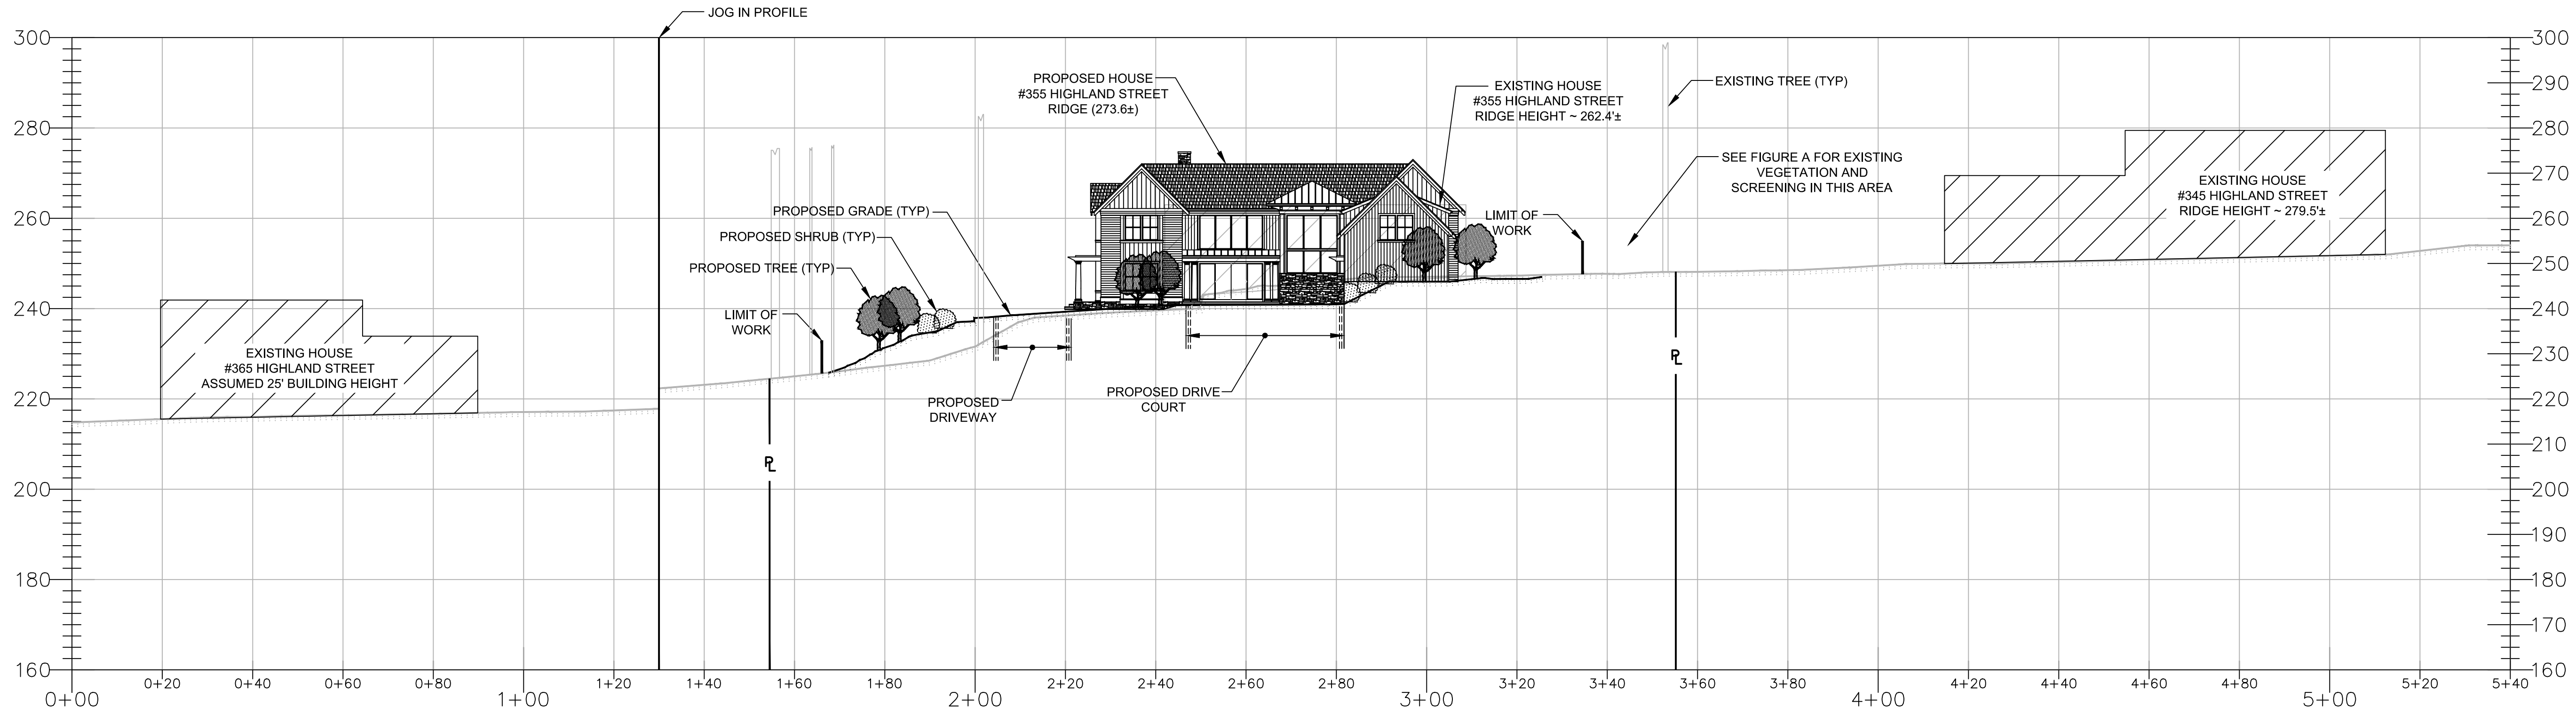 JOG IN PROFILE
300
280
260
240
220
200
180
160
300
290
280
270
260
250
240
230
220
210
200
190
180
170
160
PROPOSED HOUSE
#355 HIGHLAND STREET
RIDGE (273.6±)
EXISTING HOUSE
#355 HIGHLAND STREET
RIDGE HEIGHT ~ 262.4'±
EXISTING TREE (TYP)
SEE FIGURE A FOR EXISTING
VEGETATION AND
SCREENING IN THIS AREA
EXISTING HOUSE
#345 HIGHLAND STREET
RIDGE HEIGHT ~ 279.5'±
LIMIT OF
WORK
PROPOSED GRADE (TYP)
PROPOSED SHRUB (TYP)
PROPOSED TREE (TYP)
LIMIT OF
WORK
EXISTING HOUSE
#365 HIGHLAND STREET
ASSUMED 25' BUILDING HEIGHT
PROPOSED
DRIVEWAY
PROPOSED DRIVE
COURT
PL
PL
0+00
0+20
0+40
0+60
0+80
1+00
1+20
1+40
1+60
1+80
2+00
2+20
2+40
2+60
2+80
3+00
3+20
3+40
3+60
3+80
4+00
4+20
4+40
4+60
4+80
5+00
5+20
5+40